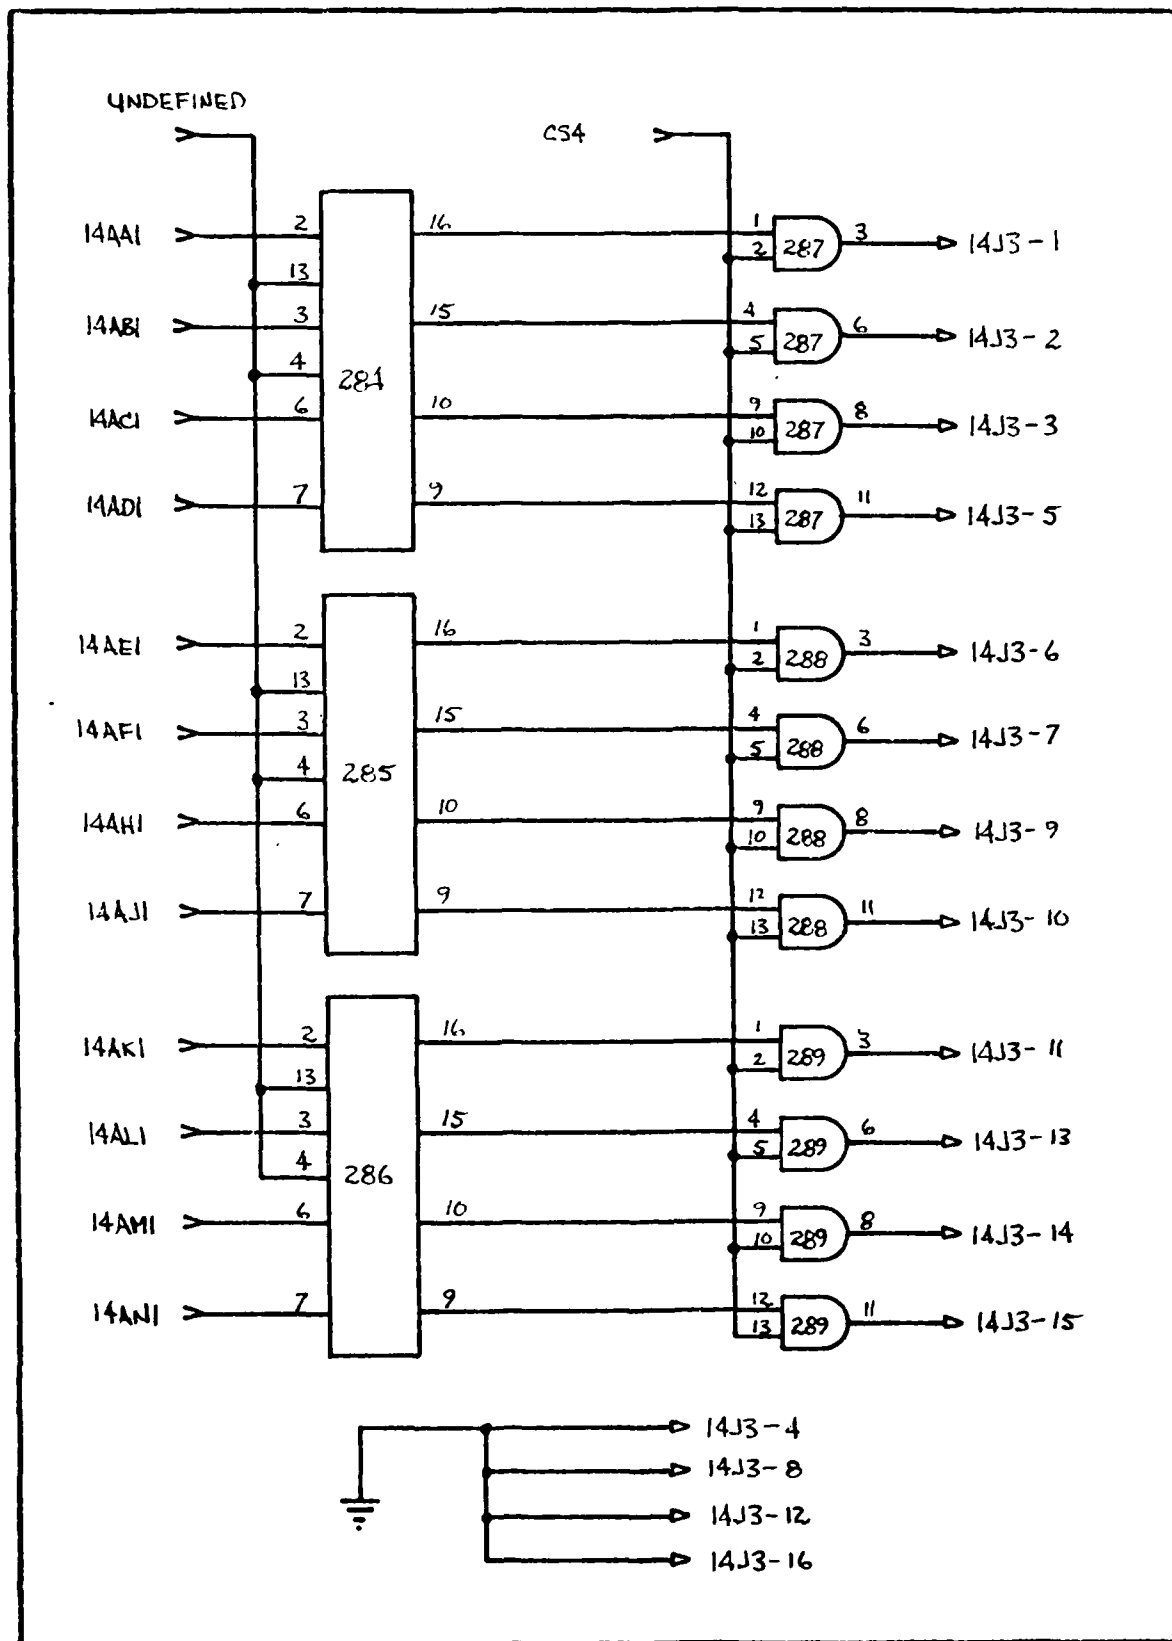 UNDEFINED
CS4
14AA1 2 16 1 287 3 14J3-1
13 2
14AB1 3 15 4 287 6 14J3-2
4 5
284
14AC1 6 10 9 287 8 14J3-3
10
14AD1 7 9 12 287 11 14J3-5
13
14AE1 2 16 1 288 3 14J3-6
13 2
14AF1 3 15 4 288 6 14J3-7
4 5
285
14AH1 6 10 9 288 8 14J3-9
10
14AJ1 7 9 12 288 11 14J3-10
13
14AK1 2 16 1 289 3 14J3-11
13 2
14AL1 3 15 4 289 6 14J3-13
4 5
286
14AM1 6 10 9 289 8 14J3-14
10
14AN1 7 9 12 289 11 14J3-15
13
14J3-4
14J3-8
14J3-12
14J3-16